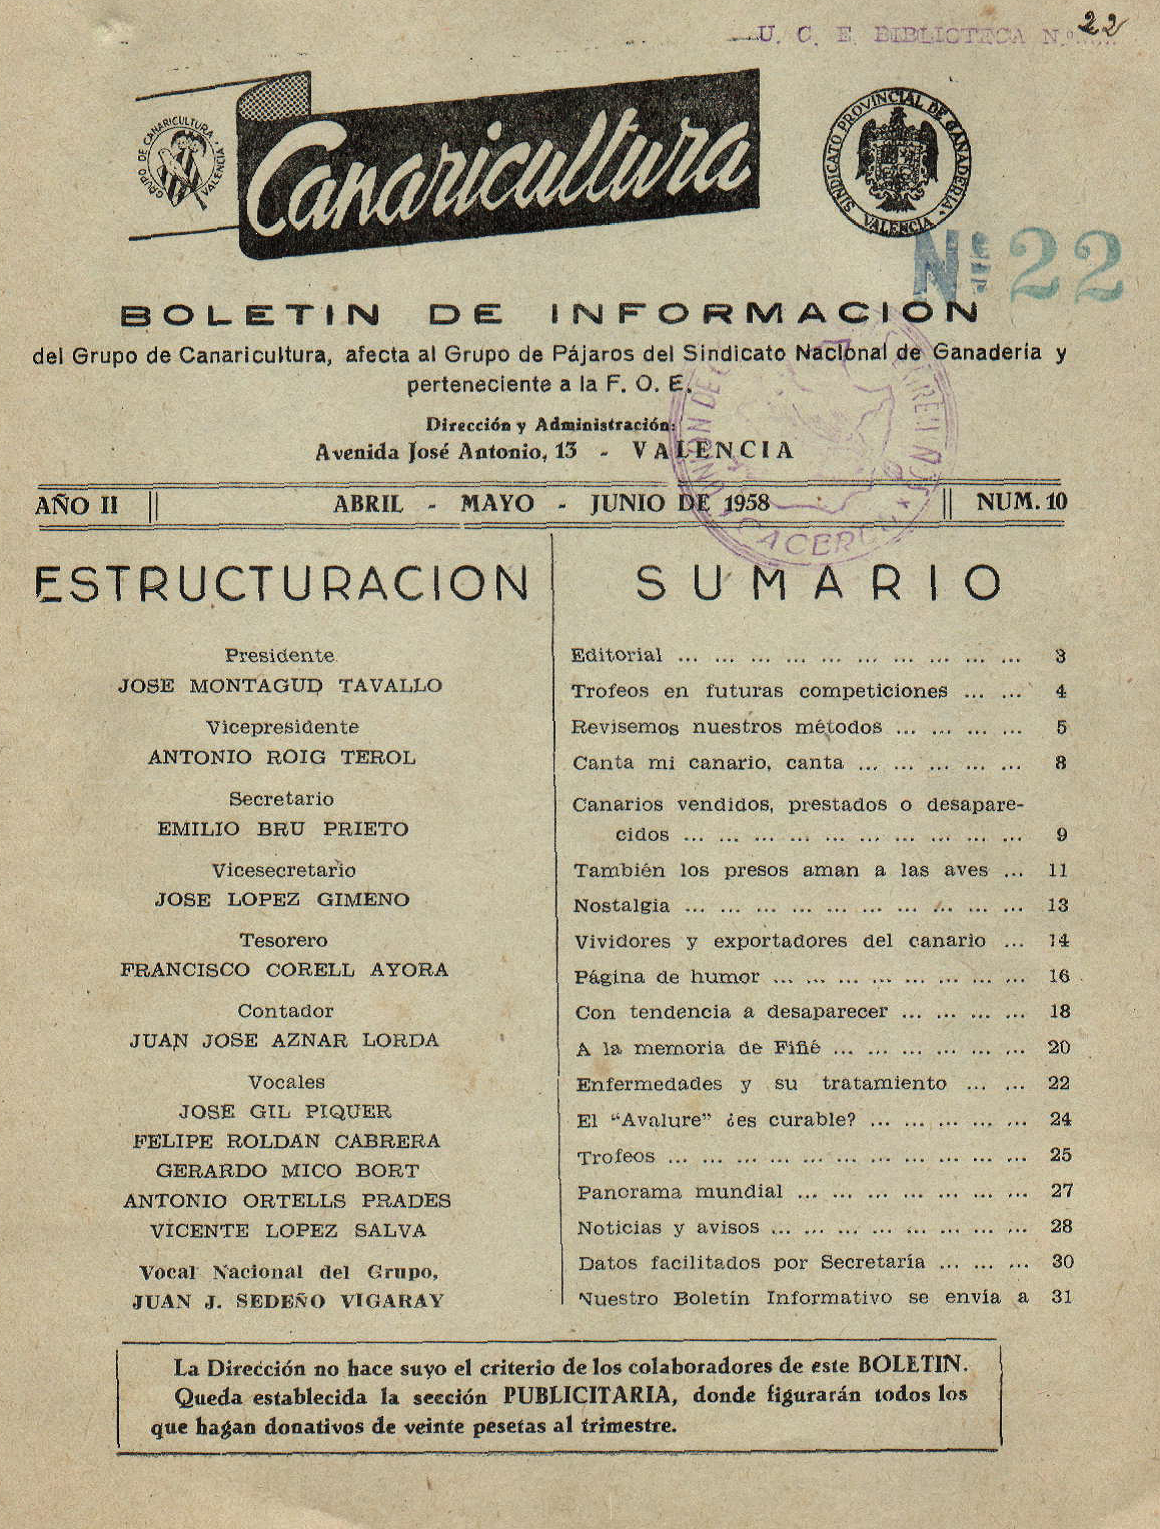 U. C. E. BIBLIOTECA N.º 22
GRUPO DE CANARICULTURA · VALENCIA
Canaricultura
SINDICATO PROVINCIAL DE GANADERIA · VALENCIA
Nº 22
BOLETIN DE INFORMACION
del Grupo de Canaricultura, afecta al Grupo de Pájaros del Sindicato Nacional de Ganadería y
perteneciente a la F. O. E.
Dirección y Administración:
Avenida José Antonio, 13 - VALENCIA
AÑO II || ABRIL - MAYO - JUNIO DE 1958 || NUM. 10
ESTRUCTURACION
Presidente
JOSE MONTAGUD TAVALLO
Vicepresidente
ANTONIO ROIG TEROL
Secretario
EMILIO BRU PRIETO
Vicesecretario
JOSE LOPEZ GIMENO
Tesorero
FRANCISCO CORELL AYORA
Contador
JUAN JOSE AZNAR LORDA
Vocales
JOSE GIL PIQUER
FELIPE ROLDAN CABRERA
GERARDO MICO BORT
ANTONIO ORTELLS PRADES
VICENTE LOPEZ SALVA
Vocal Nacional del Grupo,
JUAN J. SEDEÑO VIGARAY
SUMARIO
Editorial ... ... ... ... ... ... ... ... ... ... 3
Trofeos en futuras competiciones ... ... 4
Revisemos nuestros métodos ... ... ... ... 5
Canta mi canario, canta ... ... ... ... ... 8
Canarios vendidos, prestados o desapare-
cidos ... ... ... ... ... ... ... ... ... ... 9
También los presos aman a las aves ... 11
Nostalgia ... ... ... ... ... ... ... ... ... ... 13
Vividores y exportadores del canario ... 14
Página de humor ... ... ... ... ... ... ... ... 16
Con tendencia a desaparecer ... ... ... ... 18
A la memoria de Fifié ... ... ... ... ... ... 20
Enfermedades y su tratamiento ... ... 22
El “Avalure” ¿es curable? ... ... ... ... ... 24
Trofeos ... ... ... ... ... ... ... ... ... ... ... 25
Panorama mundial ... ... ... ... ... ... ... 27
Noticias y avisos ... ... ... ... ... ... ... ... 28
Datos facilitados por Secretaría ... ... ... 30
Nuestro Boletín Informativo se envía a 31
La Dirección no hace suyo el criterio de los colaboradores de este BOLETIN.
Queda establecida la sección PUBLICITARIA, donde figurarán todos los
que hagan donativos de veinte pesetas al trimestre.